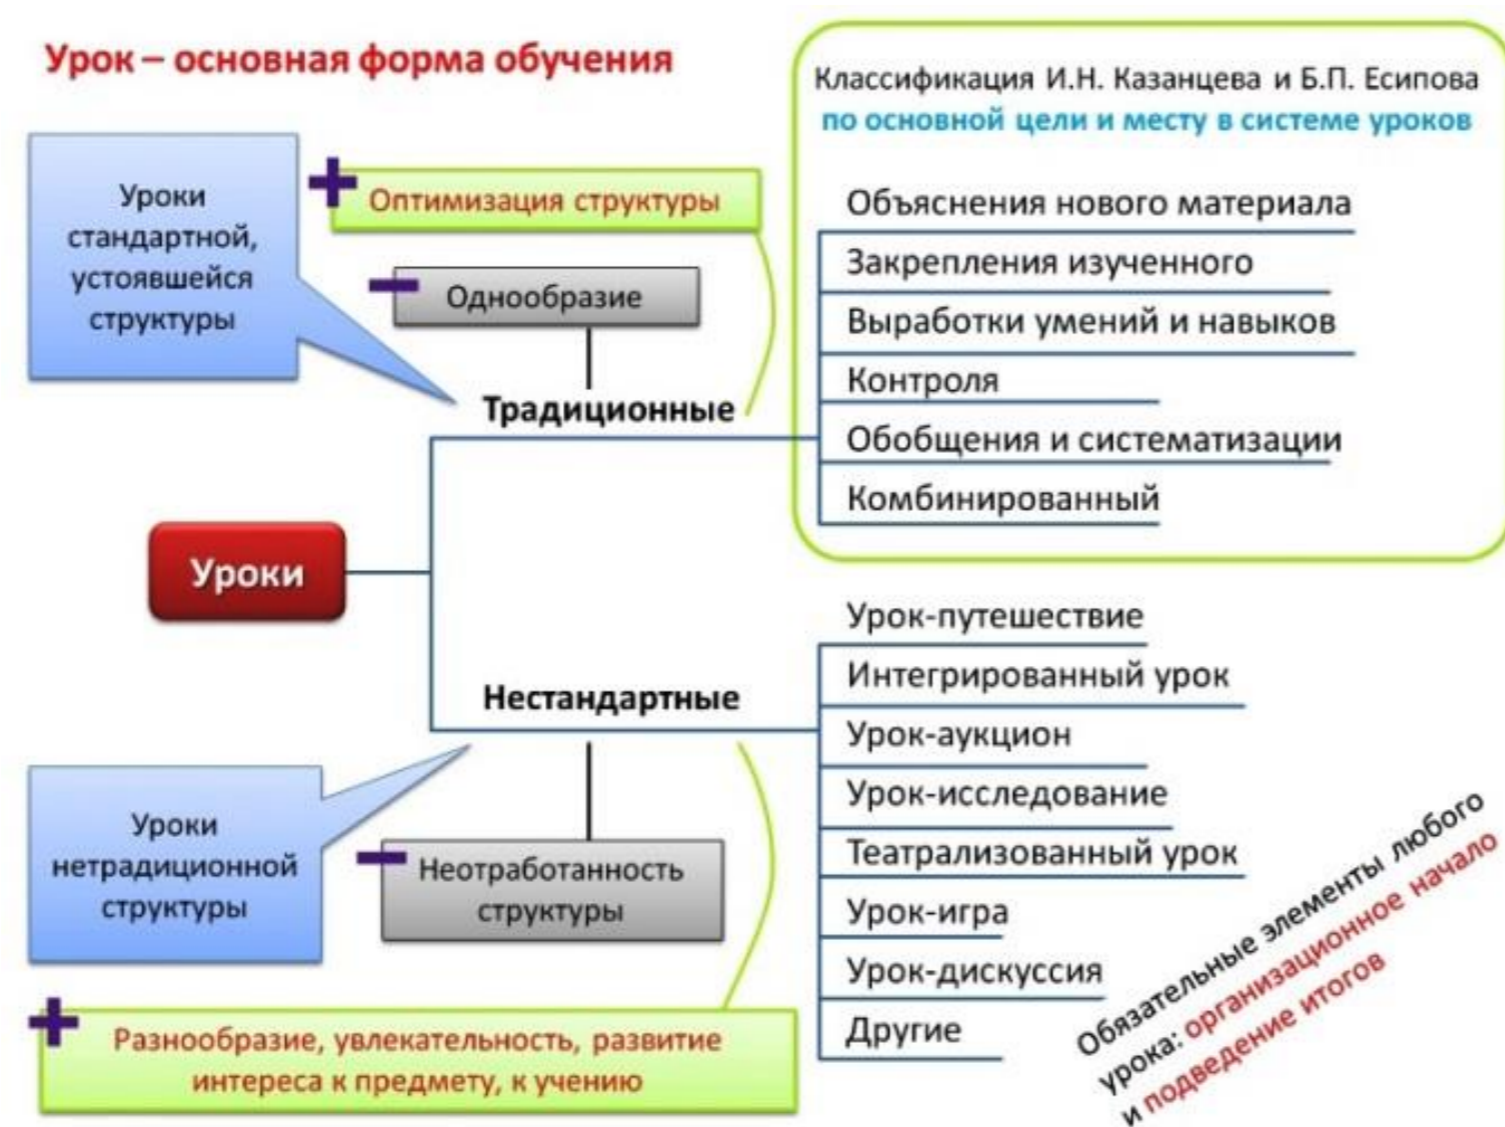 Урок – основная форма обучения
Классификация И.Н. Казанцева и Б.П. Есипова
по основной цели и месту в системе уроков
Уроки
стандартной,
устоявшейся
структуры
Оптимизация структуры
Однообразие
Традиционные
Объяснения нового материала
Закрепления изученного
Выработки умений и навыков
Контроля
Обобщения и систематизации
Комбинированный
Уроки
Нестандартные
Урок-путешествие
Интегрированный урок
Урок-аукцион
Урок-исследование
Театрализованный урок
Урок-игра
Урок-дискуссия
Другие
Уроки
нетрадиционной
структуры
Неотработанность
структуры
Разнообразие, увлекательность, развитие
интереса к предмету, к учению
Обязательные элементы любого
урока: организационное начало
и подведение итогов